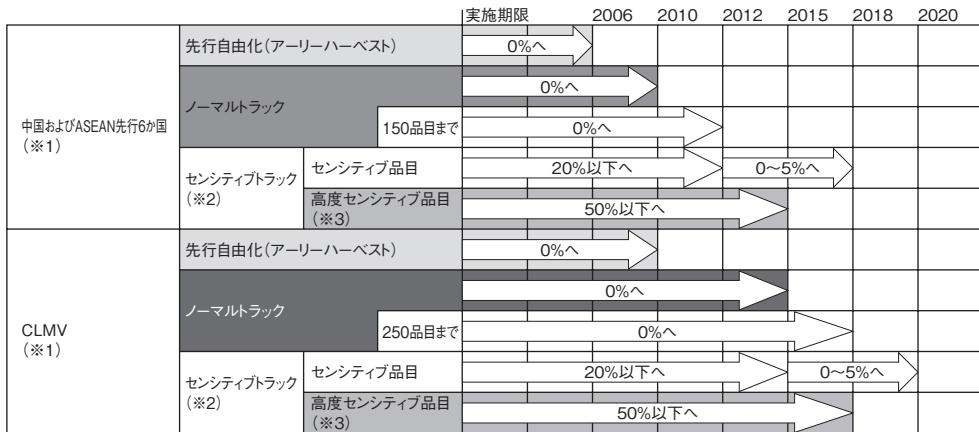 実施期限 2006 2010 2012 2015 2018 2020
先行自由化（アーリーハーベスト） 0%へ
ノーマルトラック 0%へ
150品目まで 0%へ
中国およびASEAN先行6か国
（※1）
センシティブトラック
（※2）
センシティブ品目 20%以下へ 0～5%へ
高度センシティブ品目
（※3）
50%以下へ
先行自由化（アーリーハーベスト） 0%へ
ノーマルトラック 0%へ
250品目まで 0%へ
CLMV
（※1）
センシティブトラック
（※2）
センシティブ品目 20%以下へ 0～5%へ
高度センシティブ品目
（※3）
50%以下へ